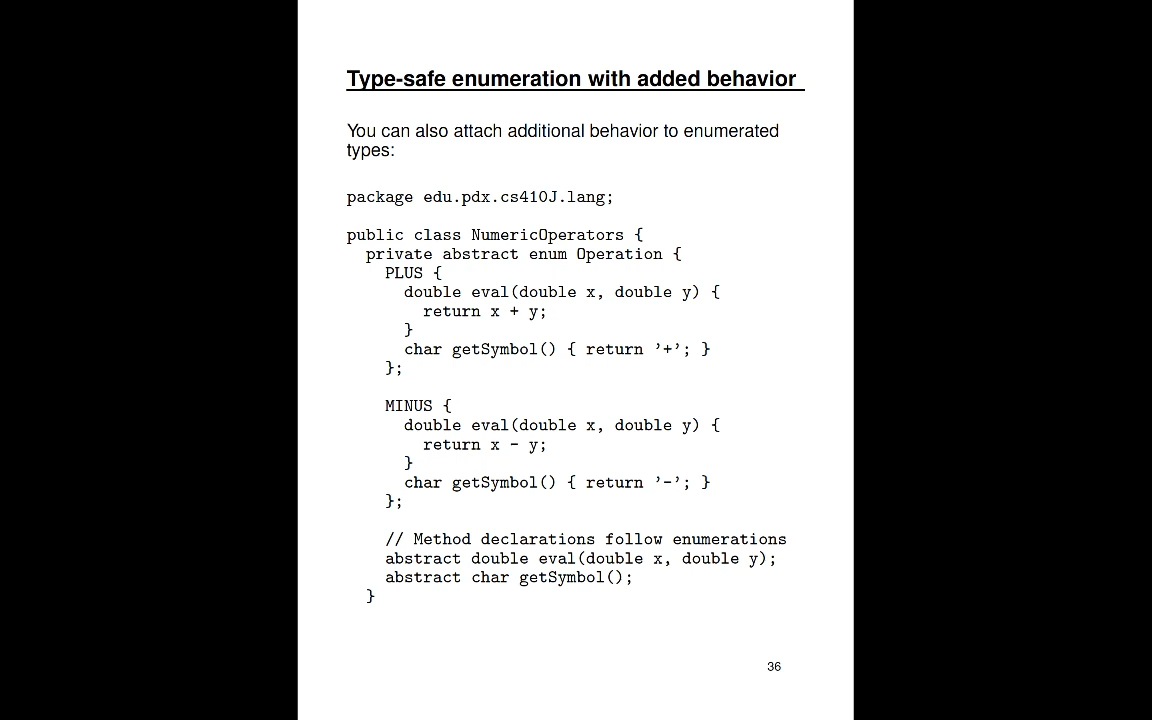 Type-safe enumeration with added behavior
You can also attach additional behavior to enumerated
types:
package edu.pdx.cs410J.lang;
public class NumericOperators {
  private abstract enum Operation {
    PLUS {
      double eval(double x, double y) {
        return x + y;
      }
      char getSymbol() { return ’+’; }
    };
    MINUS {
      double eval(double x, double y) {
        return x - y;
      }
      char getSymbol() { return ’-’; }
    };
    // Method declarations follow enumerations
    abstract double eval(double x, double y);
    abstract char getSymbol();
  }
36